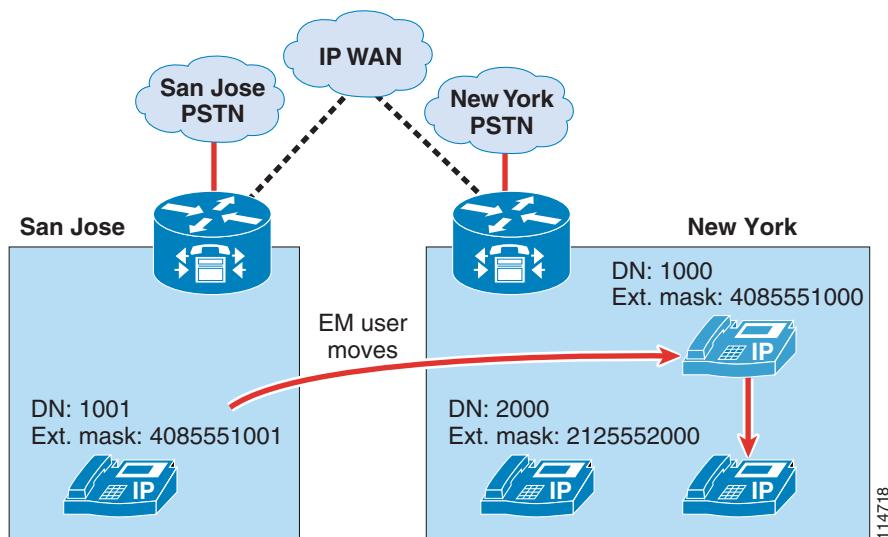 IP WAN
San Jose
PSTN
New York
PSTN
San Jose
New York
DN: 1000
Ext. mask: 4085551000
IP
EM user
moves
DN: 1001
Ext. mask: 4085551001
IP
DN: 2000
Ext. mask: 2125552000
IP
IP
114718